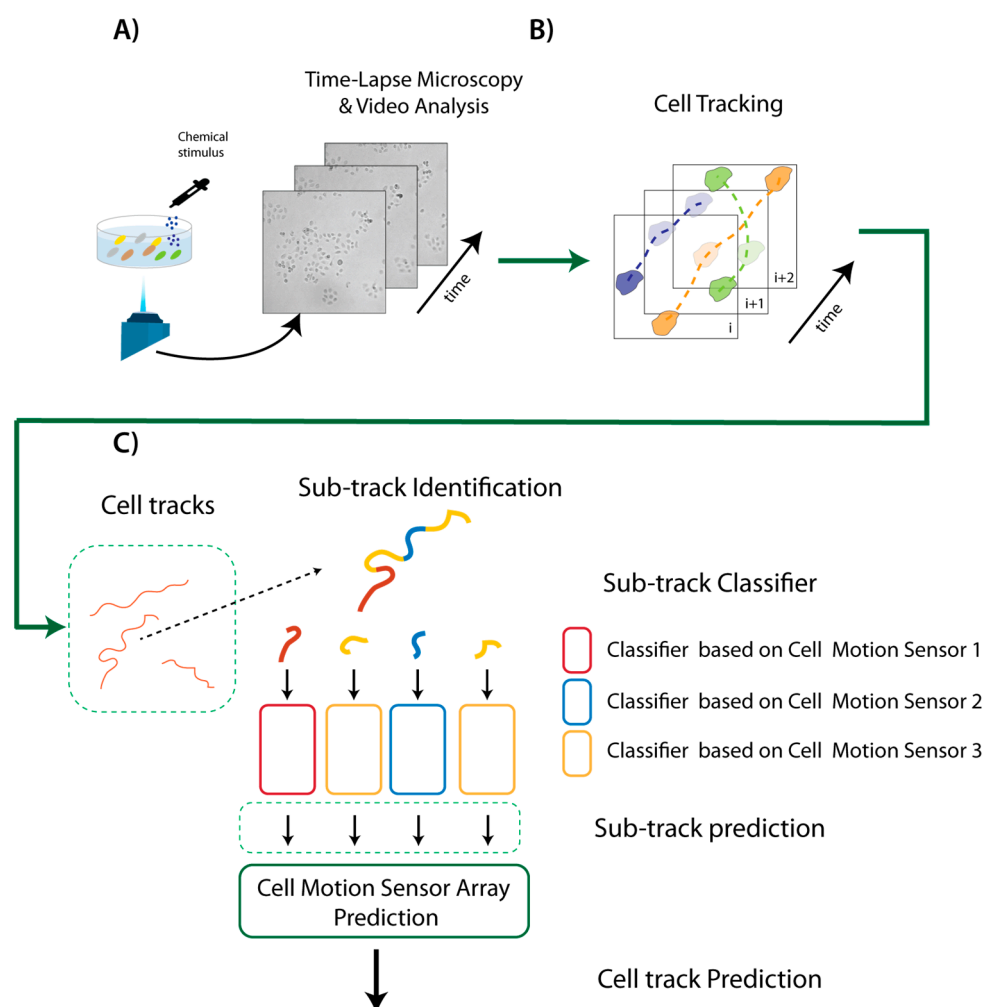 A)
Time-Lapse Microscopy
& Video Analysis
Chemical
stimulus
time
B)
Cell Tracking
i+2
i+1
i
time
C)
Cell tracks
Sub-track Identification
Sub-track Classifier
Classifier based on Cell Motion Sensor 1
Classifier based on Cell Motion Sensor 2
Classifier based on Cell Motion Sensor 3
Sub-track prediction
Cell Motion Sensor Array
Prediction
Cell track Prediction